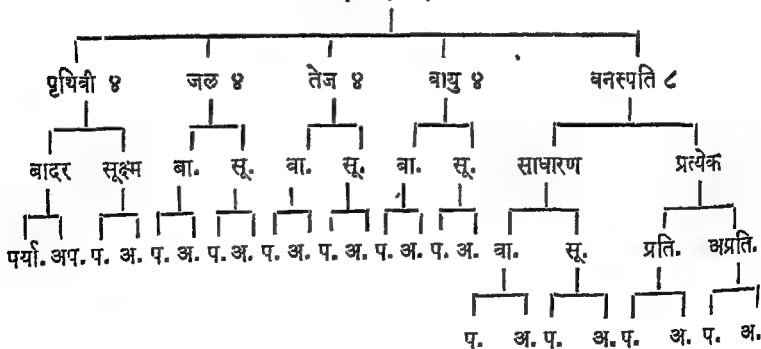 पृथिवी ४ जल ४ तेज ४ वायु ४ वनस्पति ८
बादर सूक्ष्म बा. सू. वा. सू. वा. सू. साधारण प्रत्येक
पर्या. अप. प. अ. प. अ. प. अ. प. अ. प. अ. प. अ. प. अ. वा. सू. प्रति. अप्रति.
प. अ. प. अ. प. अ. प. अ.